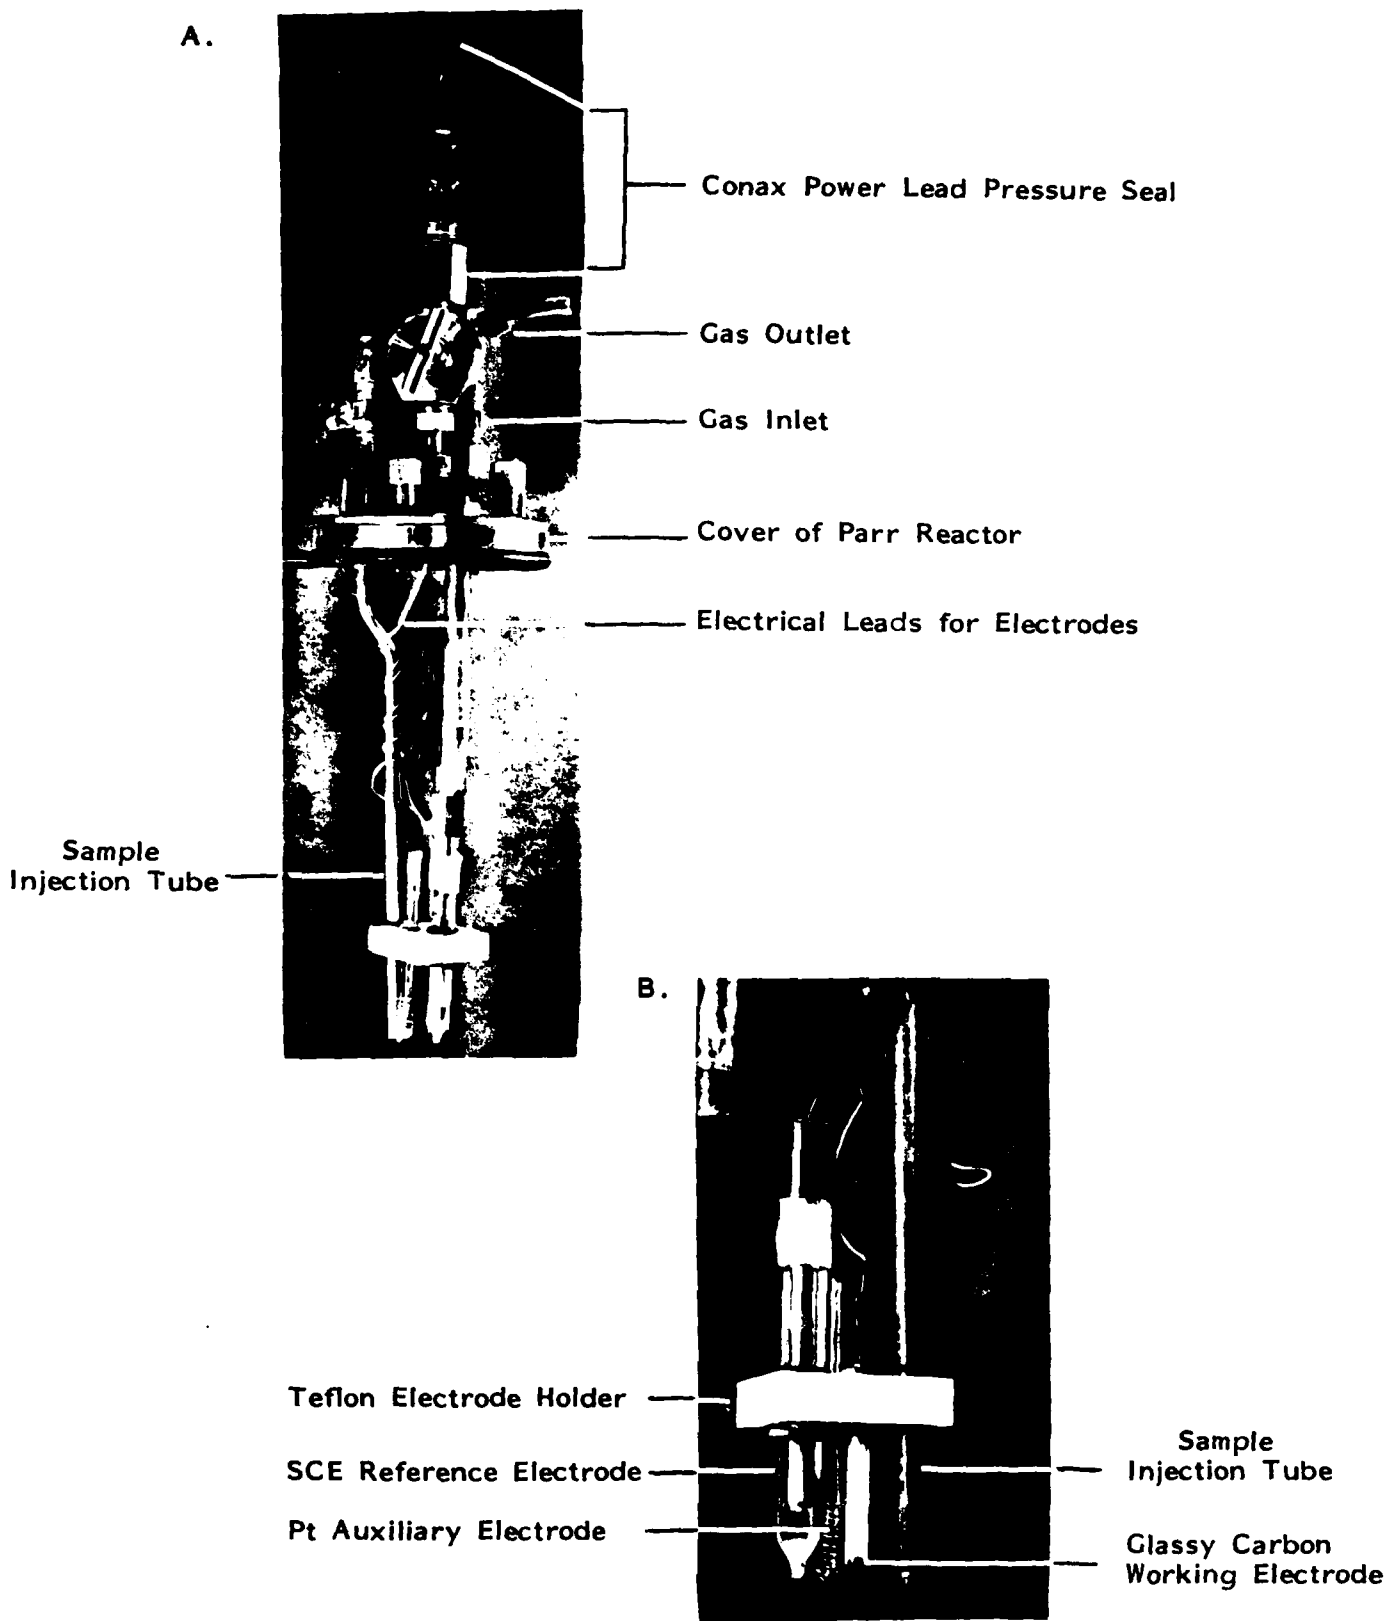 A.
Conax Power Lead Pressure Seal
Gas Outlet
Gas Inlet
Cover of Parr Reactor
Electrical Leads for Electrodes
Sample
Injection Tube
B.
Teflon Electrode Holder
SCE Reference Electrode
Pt Auxiliary Electrode
Sample
Injection Tube
Glassy Carbon
Working Electrode